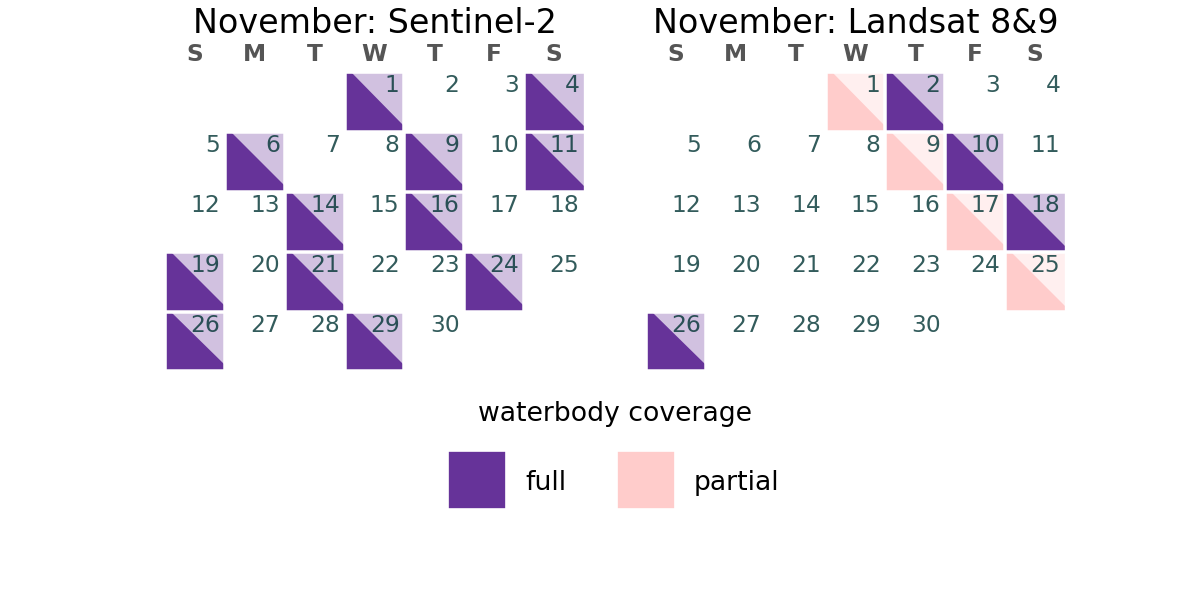 November: Sentinel-2
S M T W T F S
1 2 3 4
5 6 7 8 9 10 11
12 13 14 15 16 17 18
19 20 21 22 23 24 25
26 27 28 29 30
November: Landsat 8&9
S M T W T F S
1 2 3 4
5 6 7 8 9 10 11
12 13 14 15 16 17 18
19 20 21 22 23 24 25
26 27 28 29 30
waterbody coverage
full
partial